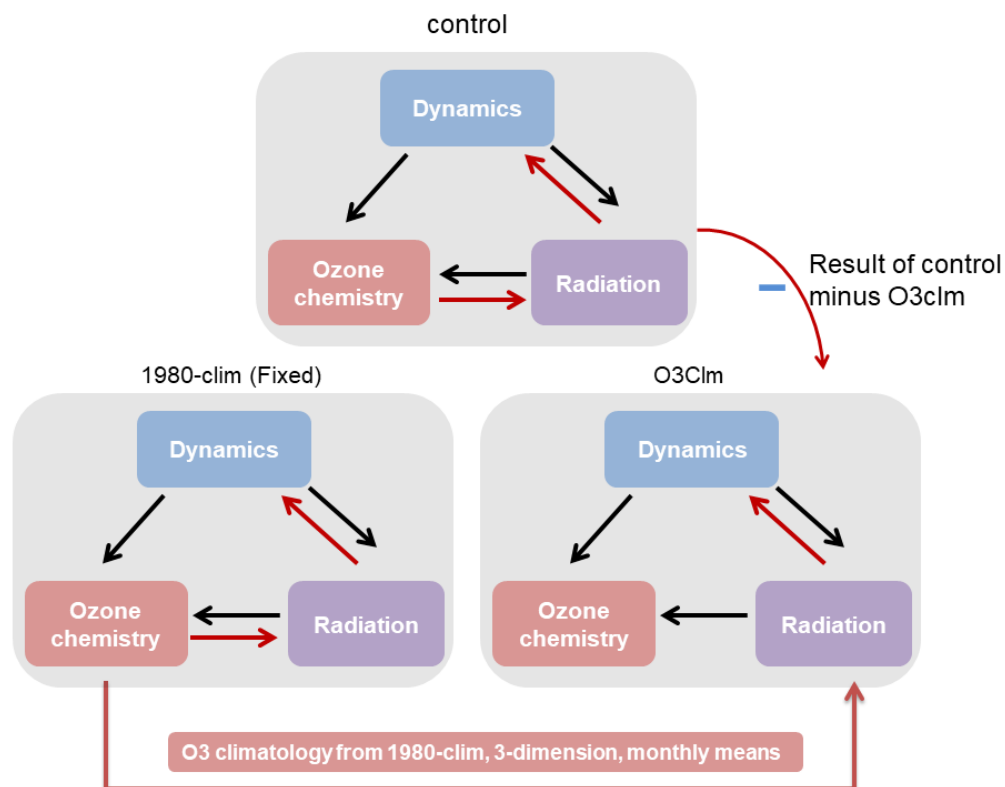 control
Dynamics
Ozone
chemistry
Radiation
Result of control
minus O3clm
1980-clim (Fixed)
Dynamics
Ozone
chemistry
Radiation
O3Clm
Dynamics
Ozone
chemistry
Radiation
O3 climatology from 1980-clim, 3-dimension, monthly means